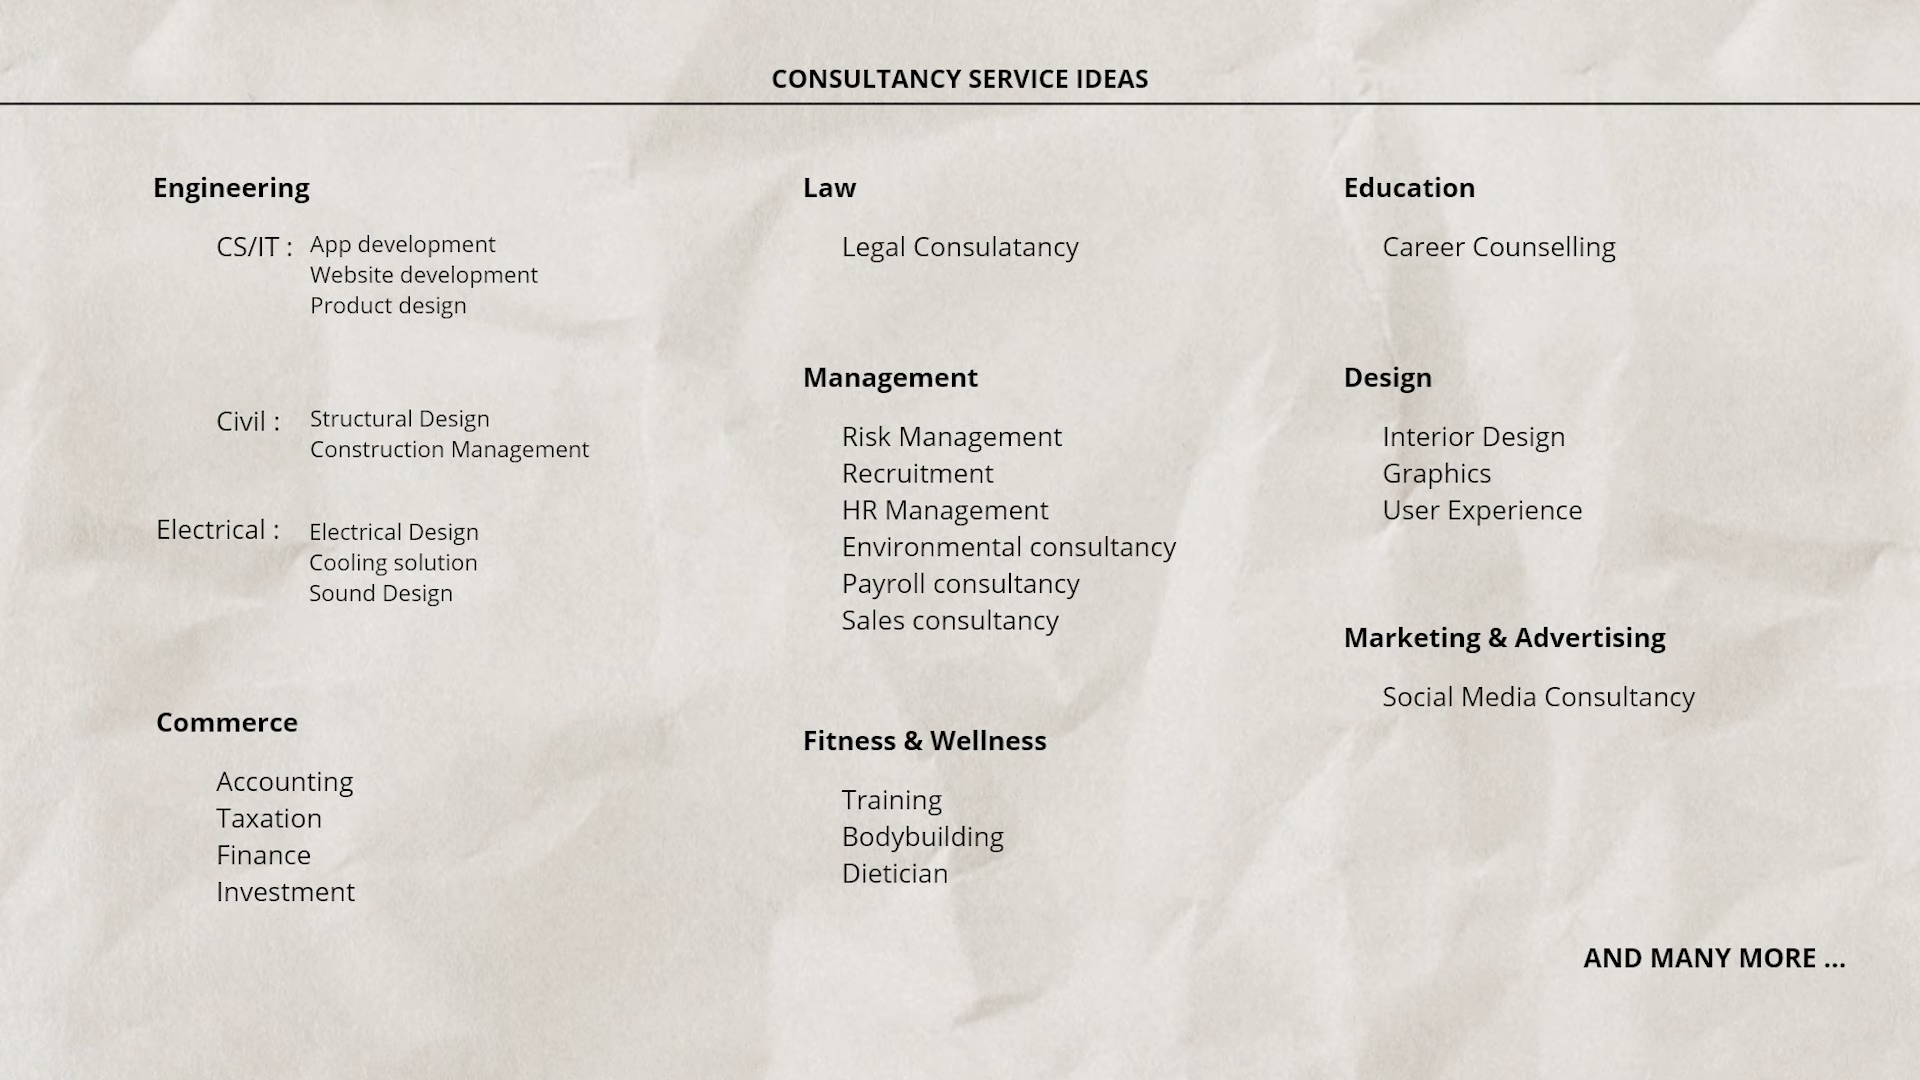 CONSULTANCY SERVICE IDEAS
Engineering
CS/IT : App development
Website development
Product design
Civil : Structural Design
Construction Management
Electrical : Electrical Design
Cooling solution
Sound Design
Commerce
Accounting
Taxation
Finance
Investment
Law
Legal Consulatancy
Management
Risk Management
Recruitment
HR Management
Environmental consultancy
Payroll consultancy
Sales consultancy
Fitness & Wellness
Training
Bodybuilding
Dietician
Education
Career Counselling
Design
Interior Design
Graphics
User Experience
Marketing & Advertising
Social Media Consultancy
AND MANY MORE ...